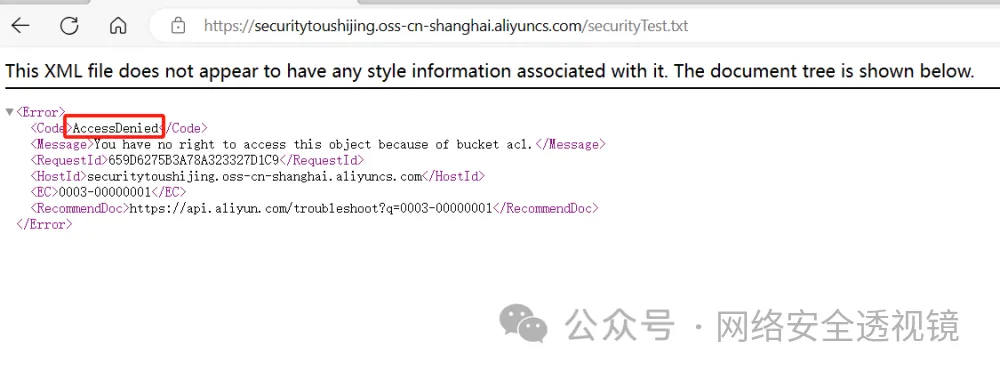 https://securitytoushijing.oss-cn-shanghai.aliyuncs.com/securityTest.txt
This XML file does not appear to have any style information associated with it. The document tree is shown below.
▼<Error>
<Code>AccessDenied</Code>
<Message>You have no right to access this object because of bucket acl.</Message>
<RequestId>659D6275B3A78A323327D1C9</RequestId>
<HostId>securitytoushijing.oss-cn-shanghai.aliyuncs.com</HostId>
<EC>0003-00000001</EC>
<RecommendDoc>https://api.aliyun.com/troubleshoot?q=0003-00000001</RecommendDoc>
</Error>
公众号 · 网络安全透视镜